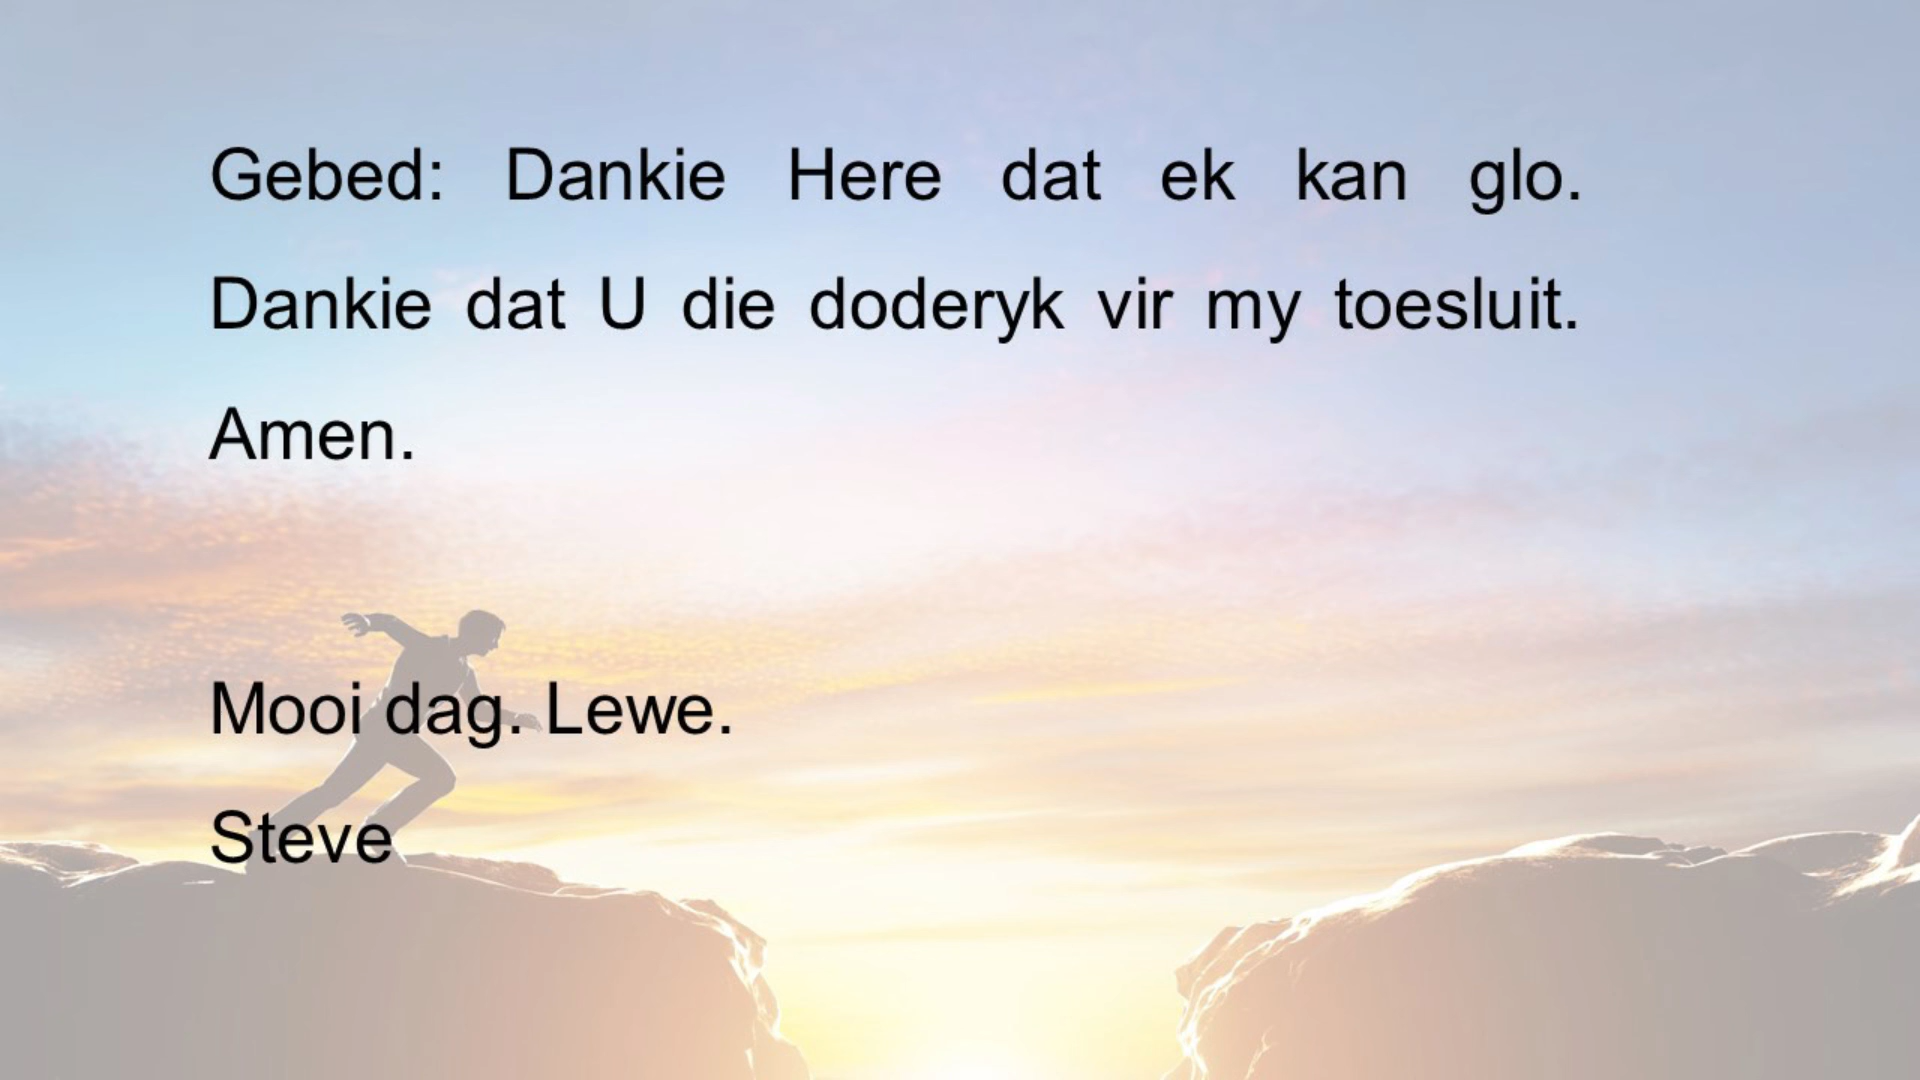 Gebed: Dankie Here dat ek kan glo.
Dankie dat U die doderyk vir my toesluit.
Amen.
Mooi dag. Lewe.
Steve